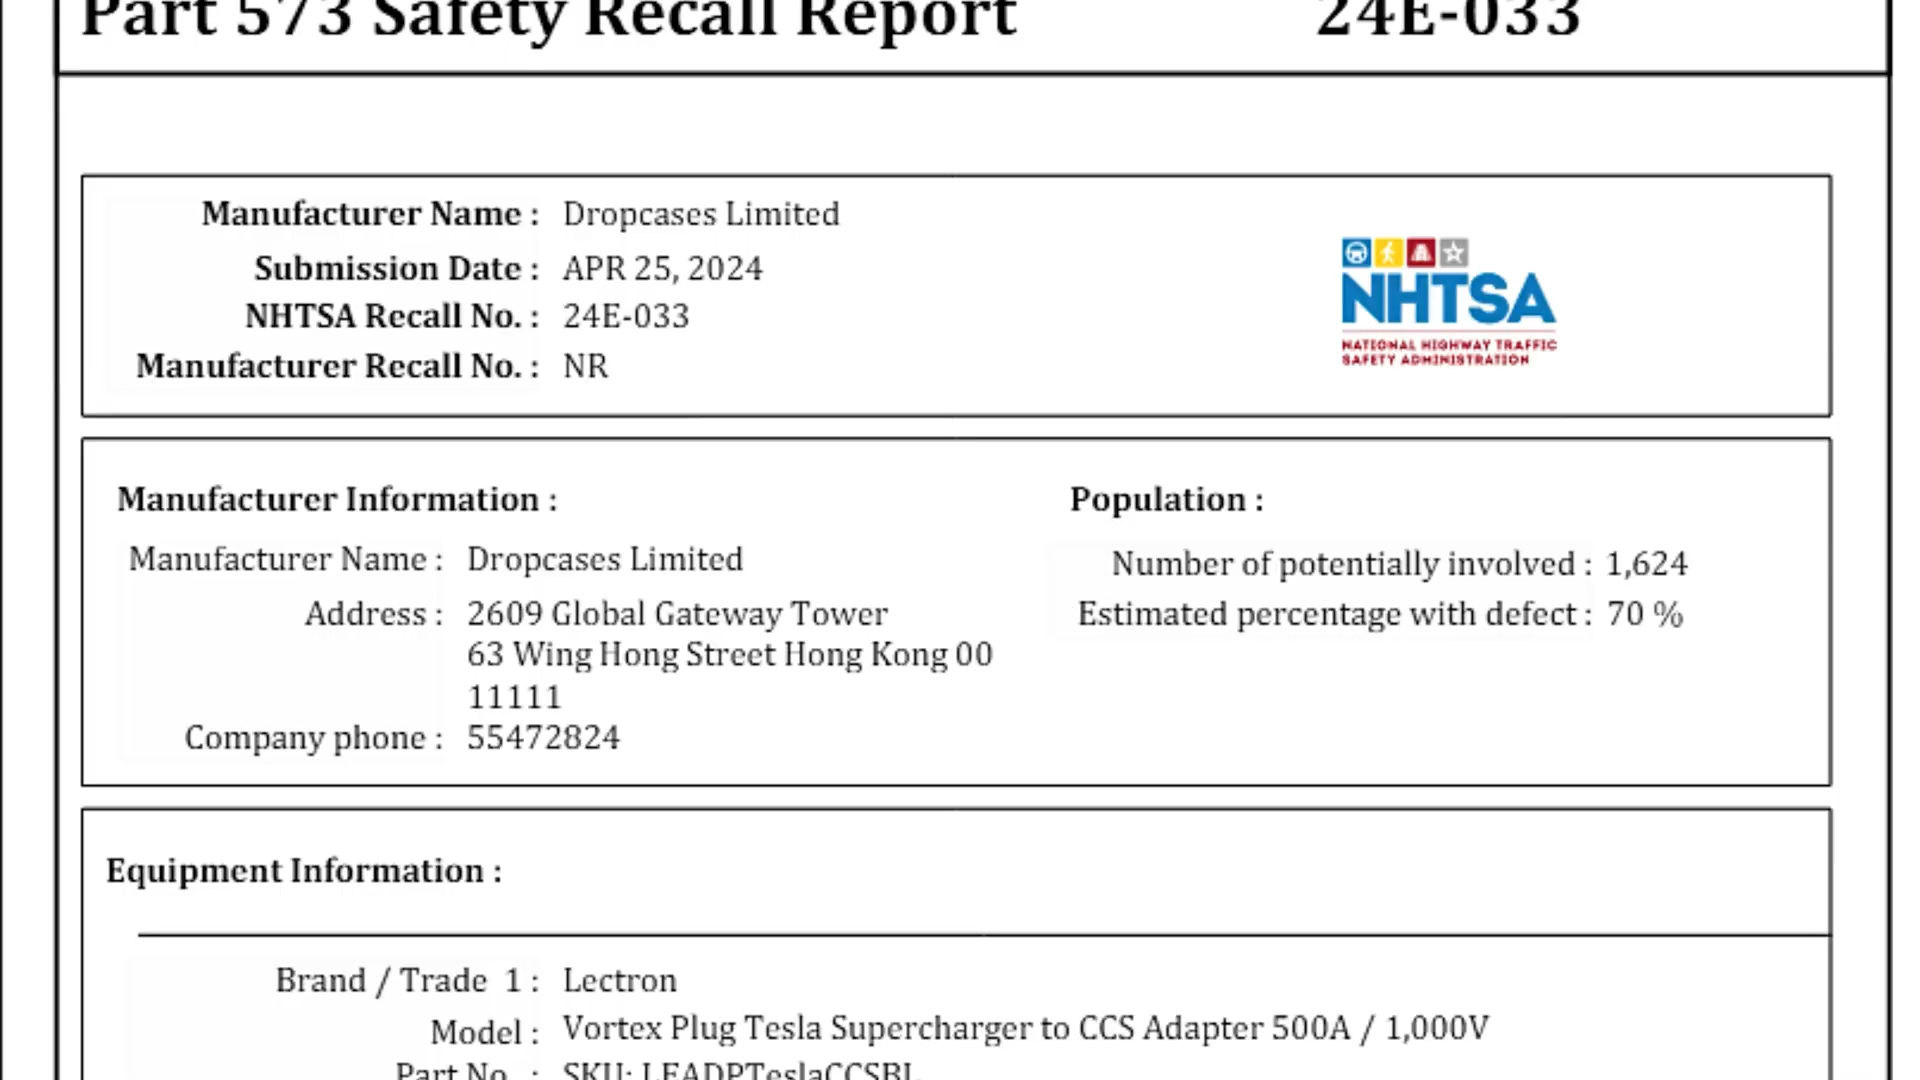 Part 573 Safety Recall Report 24E-033
Manufacturer Name : Dropcases Limited
Submission Date : APR 25, 2024
NHTSA Recall No. : 24E-033
Manufacturer Recall No. : NR
NHTSA
NATIONAL HIGHWAY TRAFFIC
SAFETY ADMINISTRATION
Manufacturer Information :
Manufacturer Name : Dropcases Limited
Address : 2609 Global Gateway Tower
63 Wing Hong Street Hong Kong 00
11111
Company phone : 55472824
Population :
Number of potentially involved : 1,624
Estimated percentage with defect : 70 %
Equipment Information :
Brand / Trade 1 : Lectron
Model : Vortex Plug Tesla Supercharger to CCS Adapter 500A / 1,000V
Part No. : SKU: LEADPTeslaCCSBL